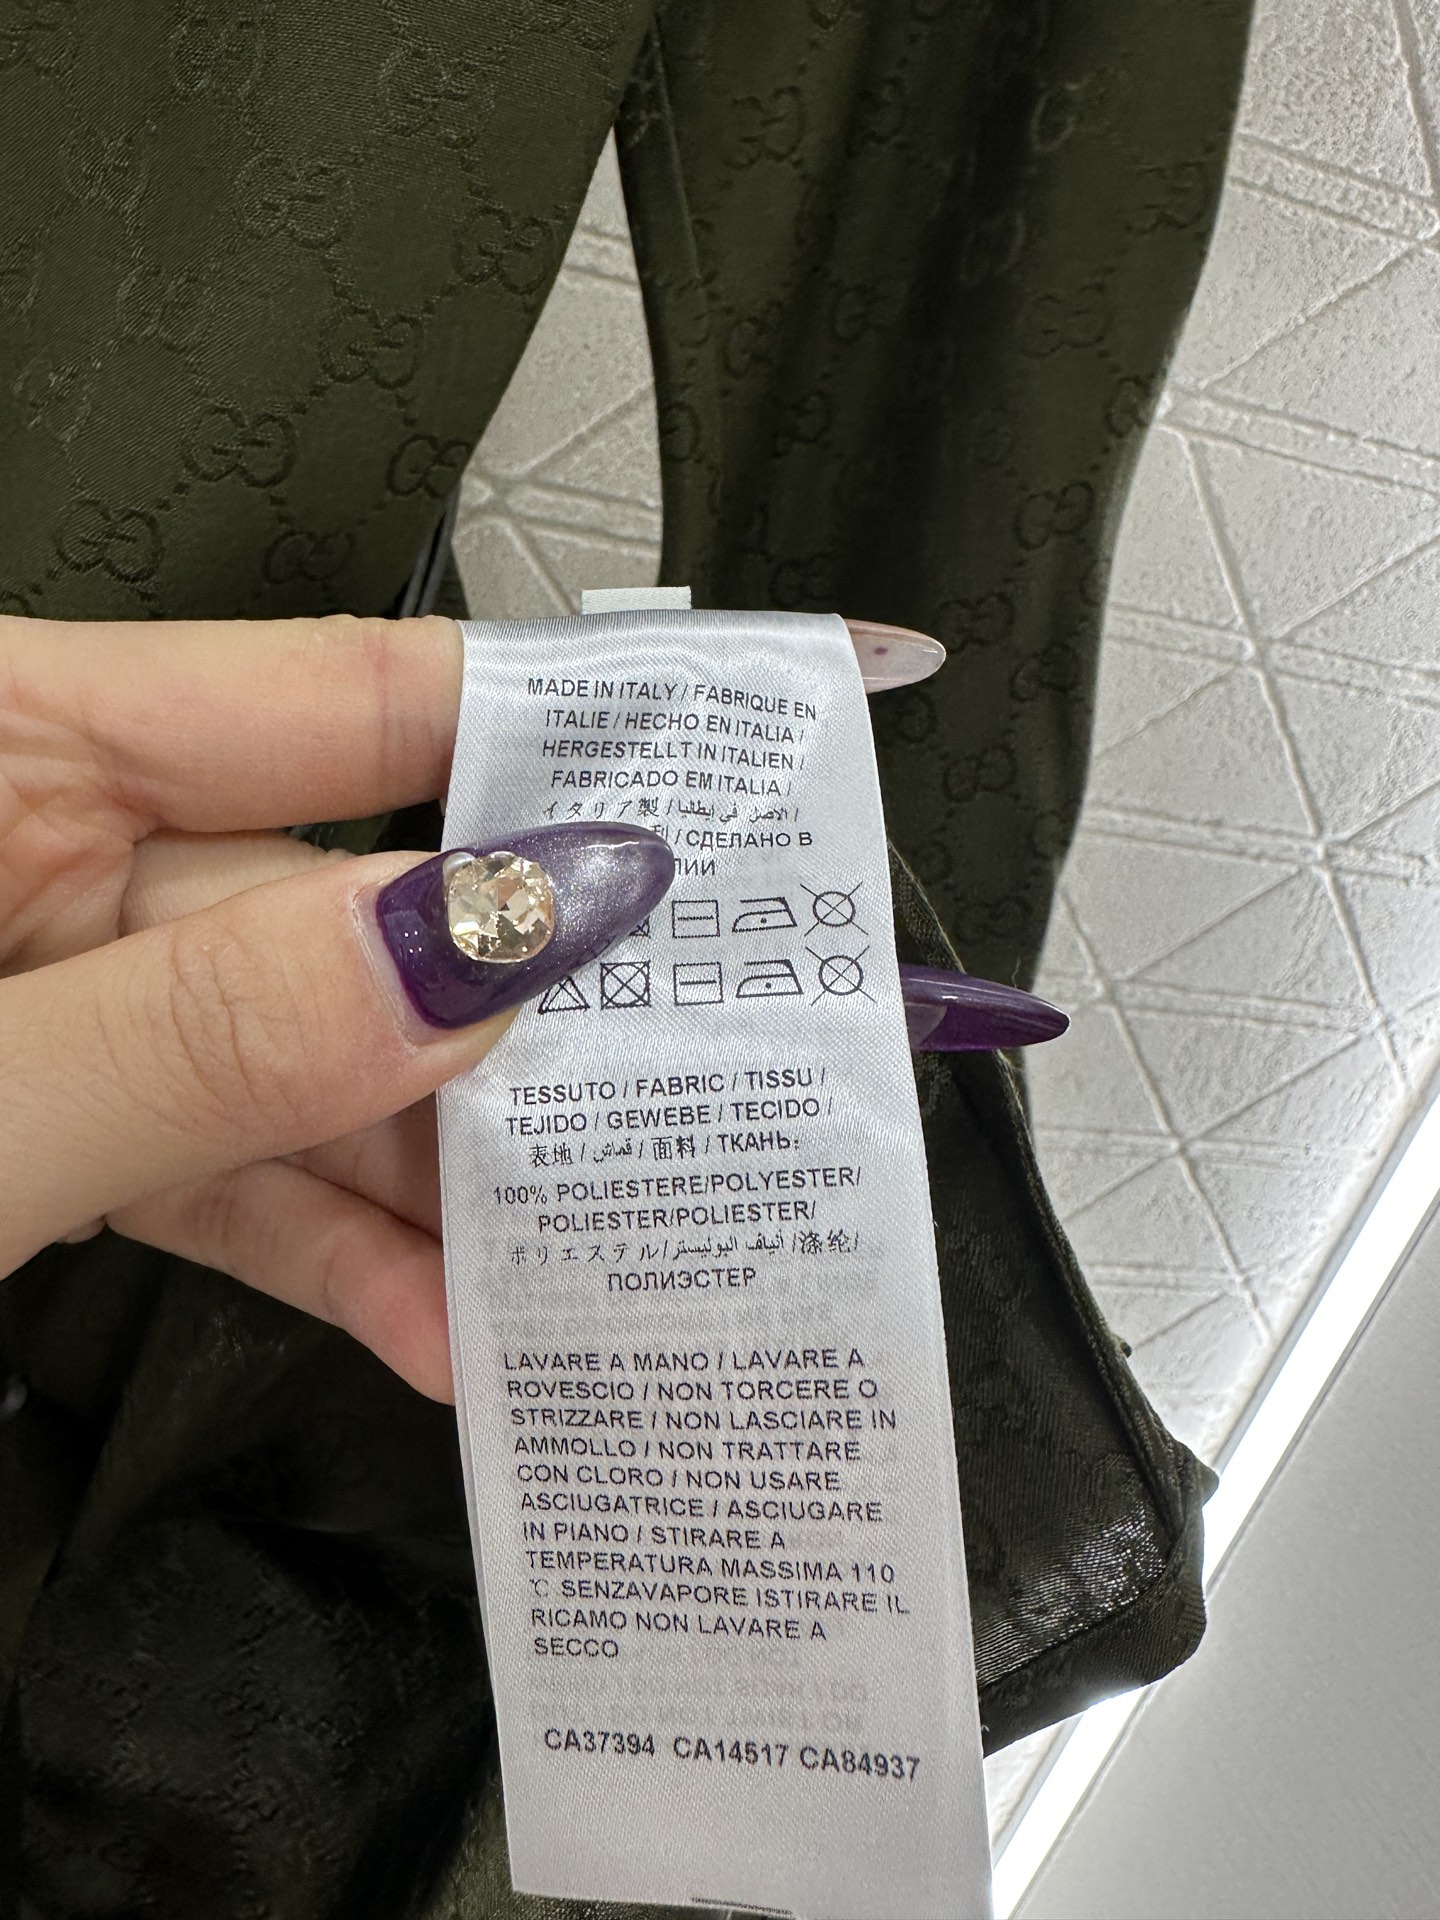 MADE IN ITALY / FABRIQUE EN
ITALIE / HECHO EN ITALIA /
HERGESTELLT IN ITALIEN /
FABRICADO EM ITALIA /
イタリア製 / الاصل في إيطاليا /
利 / СДЕЛАНО В
ЛИИ
TESSUTO / FABRIC / TISSU /
TEJIDO / GEWEBE / TECIDO /
表地 / قماش / 面料 / ТКАНЬ:
100% POLIESTERE/POLYESTER/
POLIESTER/POLIESTER/
ポリエステル/ألياف البوليستر/涤纶/
ПОЛИЭСТЕР
LAVARE A MANO / LAVARE A
ROVESCIO / NON TORCERE O
STRIZZARE / NON LASCIARE IN
AMMOLLO / NON TRATTARE
CON CLORO / NON USARE
ASCIUGATRICE / ASCIUGARE
IN PIANO / STIRARE A
TEMPERATURA MASSIMA 110
°C SENZAVAPORE ISTIRARE IL
RICAMO NON LAVARE A
SECCO
CA37394 CA14517 CA84937